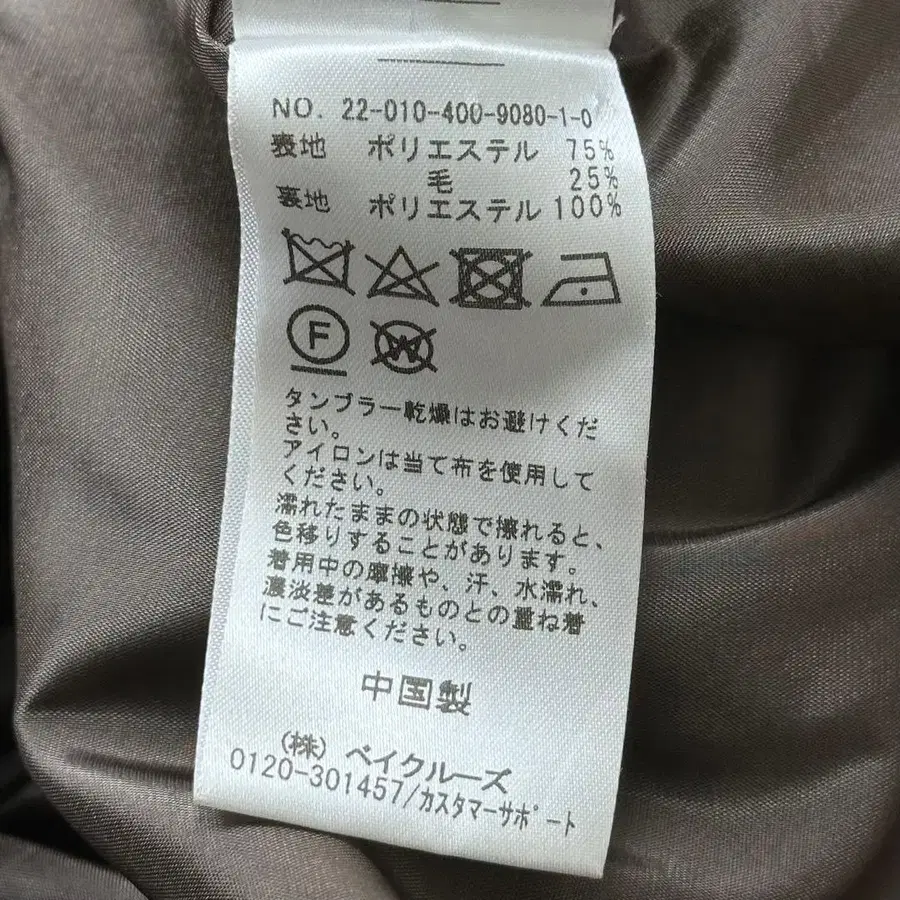 NO. 22-010-400-9080-1-0
表地 ポリエステル 75%
毛 25%
裏地 ポリエステル 100%
F
W
タンブラー乾燥はお避けくだ
さい。
アイロンは当て布を使用して
ください。
濡れたままの状態で擦れると、
色移りすることがあります。
着用中の摩擦や、汗、水濡れ、
濃淡差があるものとの重ね着
にご注意ください。
中国製
(株) ベイクルーズ
0120-301457/カスタマーサポート